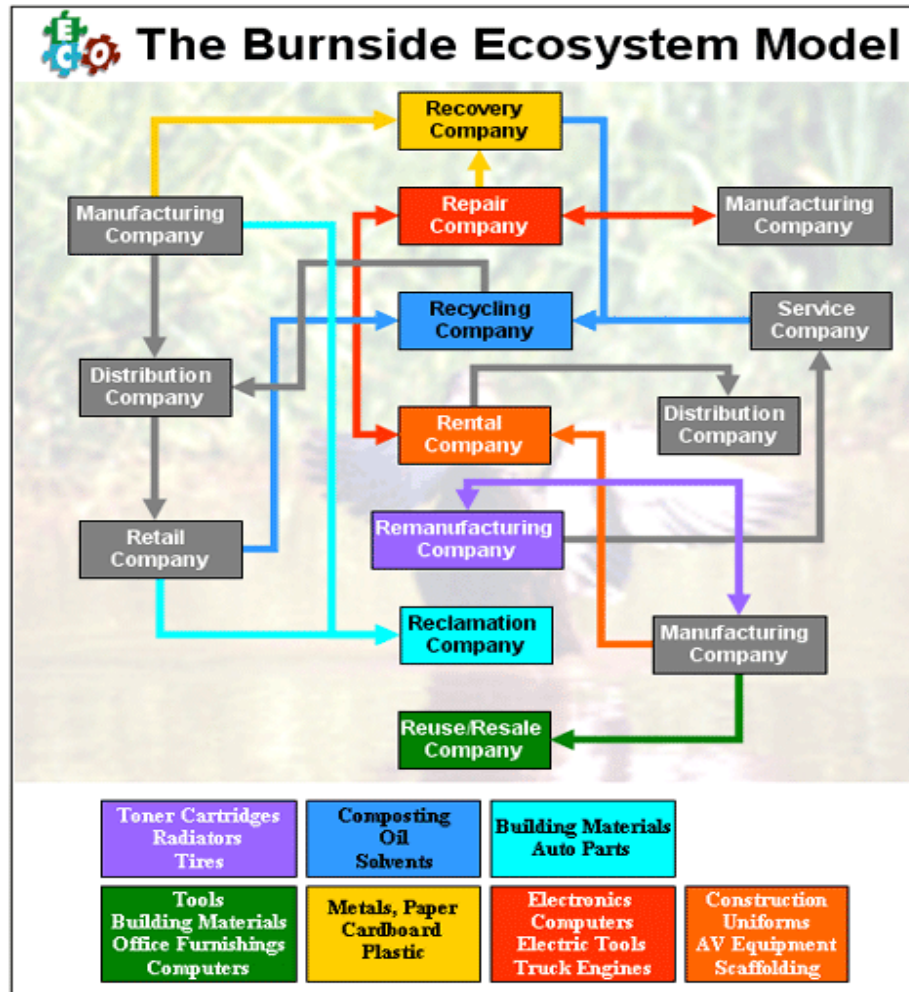 E
C O
The Burnside Ecosystem Model
Recovery
Company
Manufacturing
Company
Repair
Company
Manufacturing
Company
Recycling
Company
Service
Company
Distribution
Company
Rental
Company
Distribution
Company
Retail
Company
Remanufacturing
Company
Reclamation
Company
Manufacturing
Company
Reuse/Resale
Company
Toner Cartridges
Radiators
Tires
Composting
Oil
Solvents
Building Materials
Auto Parts
Tools
Building Materials
Office Furnishings
Computers
Metals, Paper
Cardboard
Plastic
Electronics
Computers
Electric Tools
Truck Engines
Construction
Uniforms
AV Equipment
Scaffolding